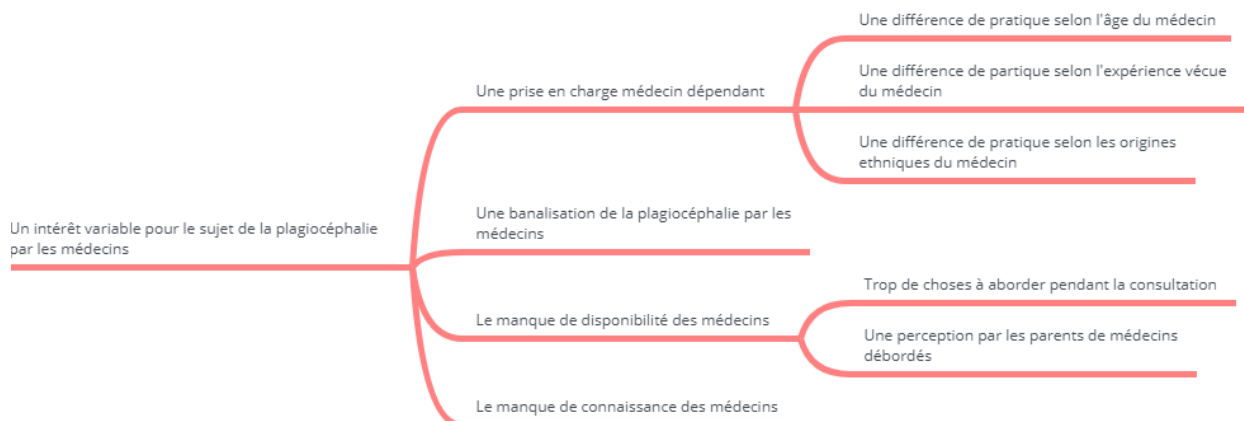 Une différence de pratique selon l'âge du médecin
Une différence de partique selon l'expérience vécue
du médecin
Une prise en charge médecin dépendant
Une différence de pratique selon les origines
ethniques du médecin
Une banalisation de la plagiocéphalie par les
médecins
Un intérêt variable pour le sujet de la plagiocéphalie
par les médecins
Trop de choses à aborder pendant la consultation
Le manque de disponibilité des médecins
Une perception par les parents de médecins
débordés
Le manque de connaissance des médecins